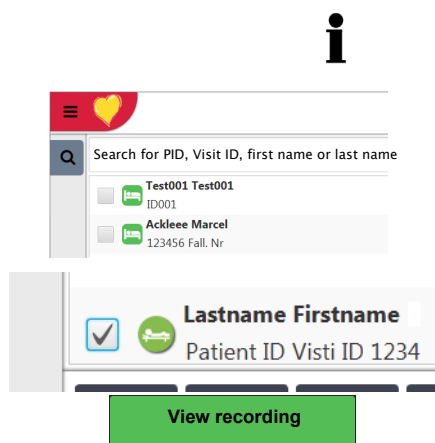 i
Search for PID, Visit ID, first name or last name
Test001 Test001
ID001
Ackleee Marcel
123456 Fall. Nr
Lastname Firstname
Patient ID Visti ID 1234
View recording